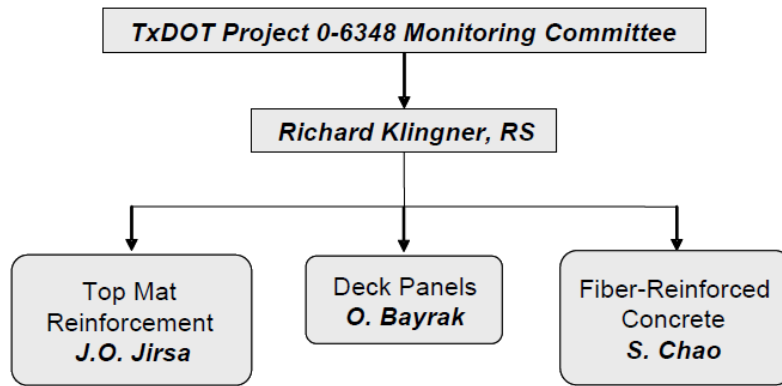 TxDOT Project 0-6348 Monitoring Committee
Richard Klingner, RS
Top Mat
Reinforcement
J.O. Jirsa
Deck Panels
O. Bayrak
Fiber-Reinforced
Concrete
S. Chao